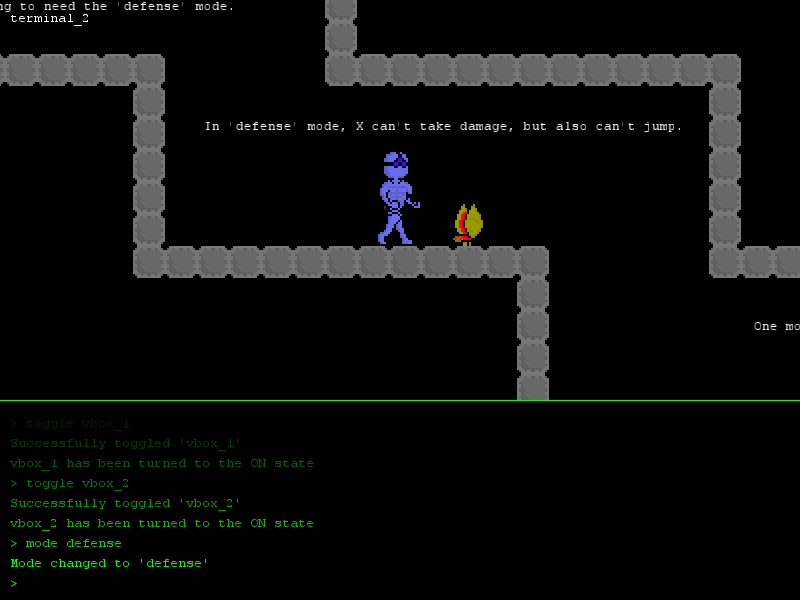 ng to need the 'defense' mode.
terminal_2
In 'defense' mode, X can't take damage, but also can't jump.
One mo
> toggle vbox_1
Successfully toggled 'vbox_1'
vbox_1 has been turned to the ON state
> toggle vbox_2
Successfully toggled 'vbox_2'
vbox_2 has been turned to the ON state
> mode defense
Mode changed to 'defense'
>